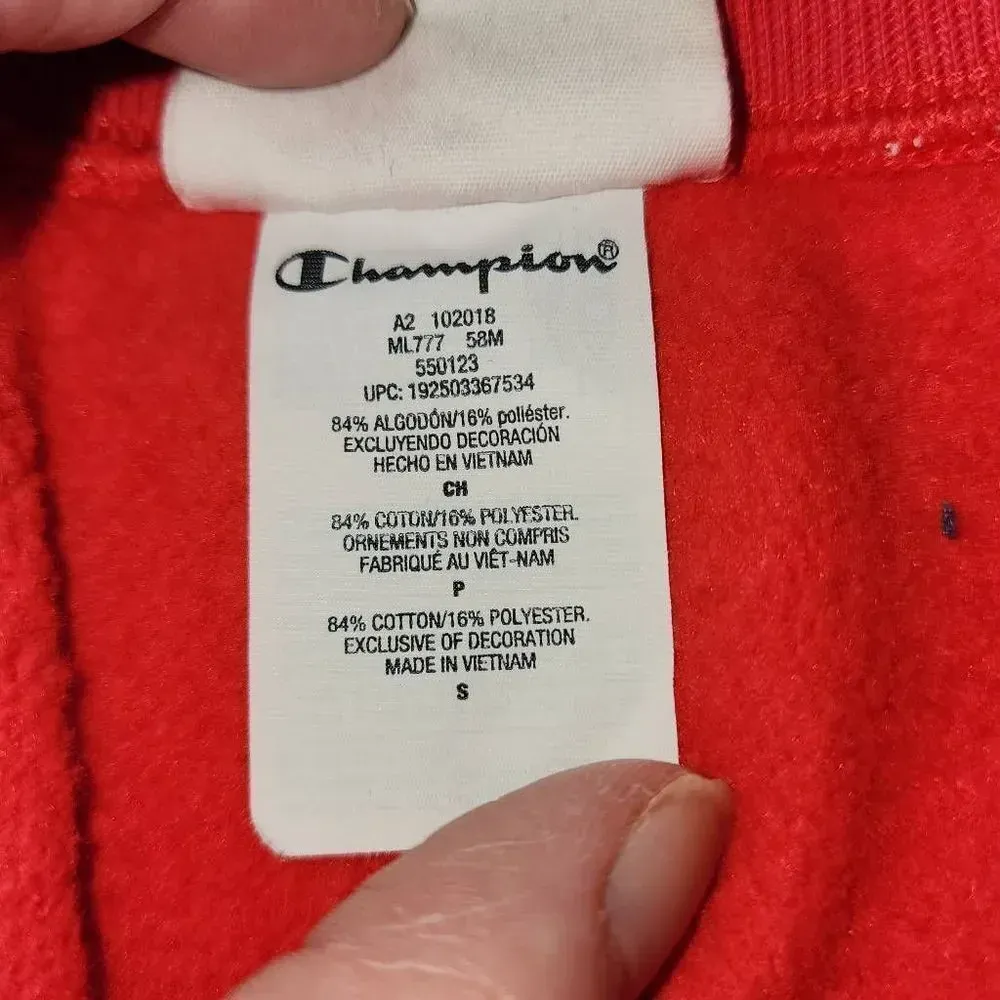 Champion®
A2 102018
ML777 58M
550123
UPC: 192503367534
84% ALGODÓN/16% poliéster.
EXCLUYENDO DECORACIÓN
HECHO EN VIETNAM
CH
84% COTON/16% POLYESTER.
ORNEMENTS NON COMPRIS
FABRIQUÉ AU VIÊT-NAM
P
84% COTTON/16% POLYESTER.
EXCLUSIVE OF DECORATION
MADE IN VIETNAM
S